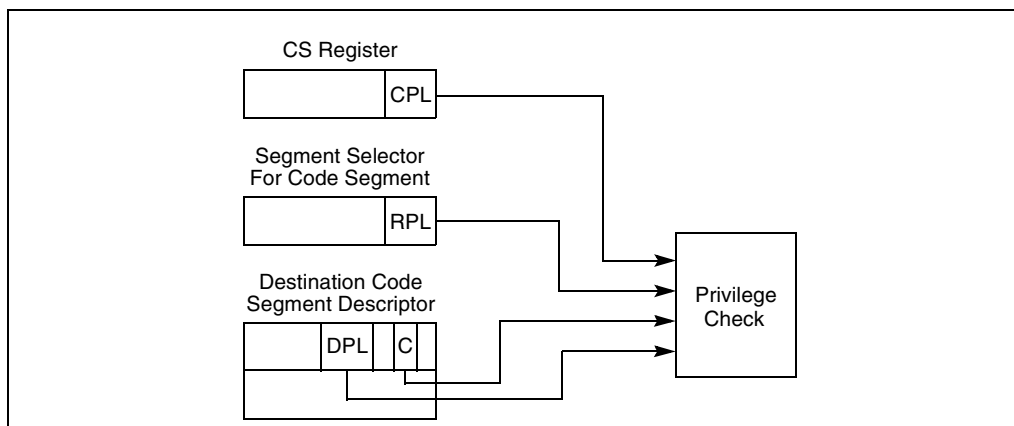 CS Register
CPL
Segment Selector
For Code Segment
RPL
Destination Code
Segment Descriptor
DPL
C
Privilege
Check